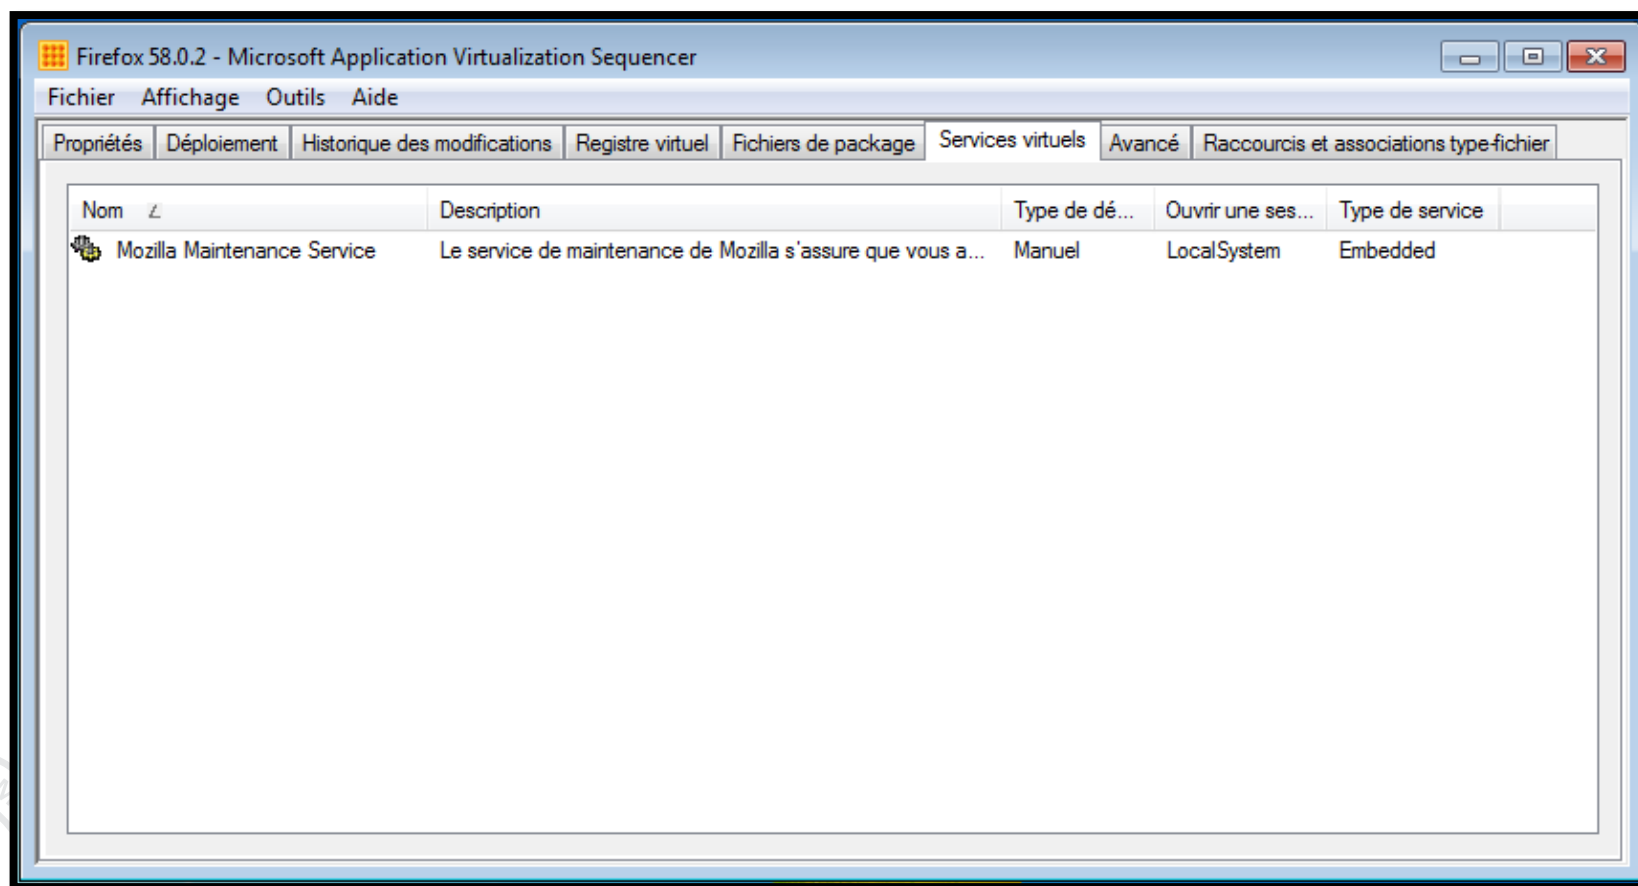 Firefox 58.0.2 - Microsoft Application Virtualization Sequencer
Fichier Affichage Outils Aide
Propriétés Déploiement Historique des modifications Registre virtuel Fichiers de package Services virtuels Avancé Raccourcis et associations type-fichier
Nom Description Type de dé... Ouvrir une ses... Type de service
Mozilla Maintenance Service Le service de maintenance de Mozilla s'assure que vous a... Manuel LocalSystem Embedded